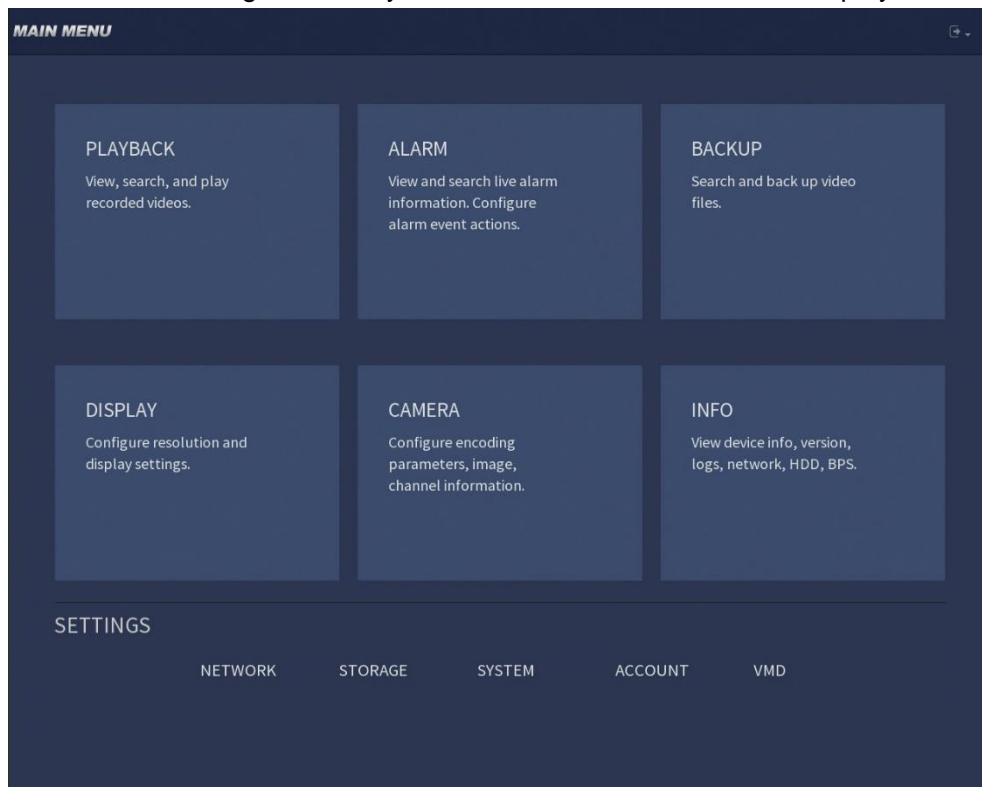 MAIN MENU
PLAYBACK
View, search, and play
recorded videos.
ALARM
View and search live alarm
information. Configure
alarm event actions.
BACKUP
Search and back up video
files.
DISPLAY
Configure resolution and
display settings.
CAMERA
Configure encoding
parameters, image,
channel information.
INFO
View device info, version,
logs, network, HDD, BPS.
SETTINGS
NETWORK STORAGE SYSTEM ACCOUNT VMD